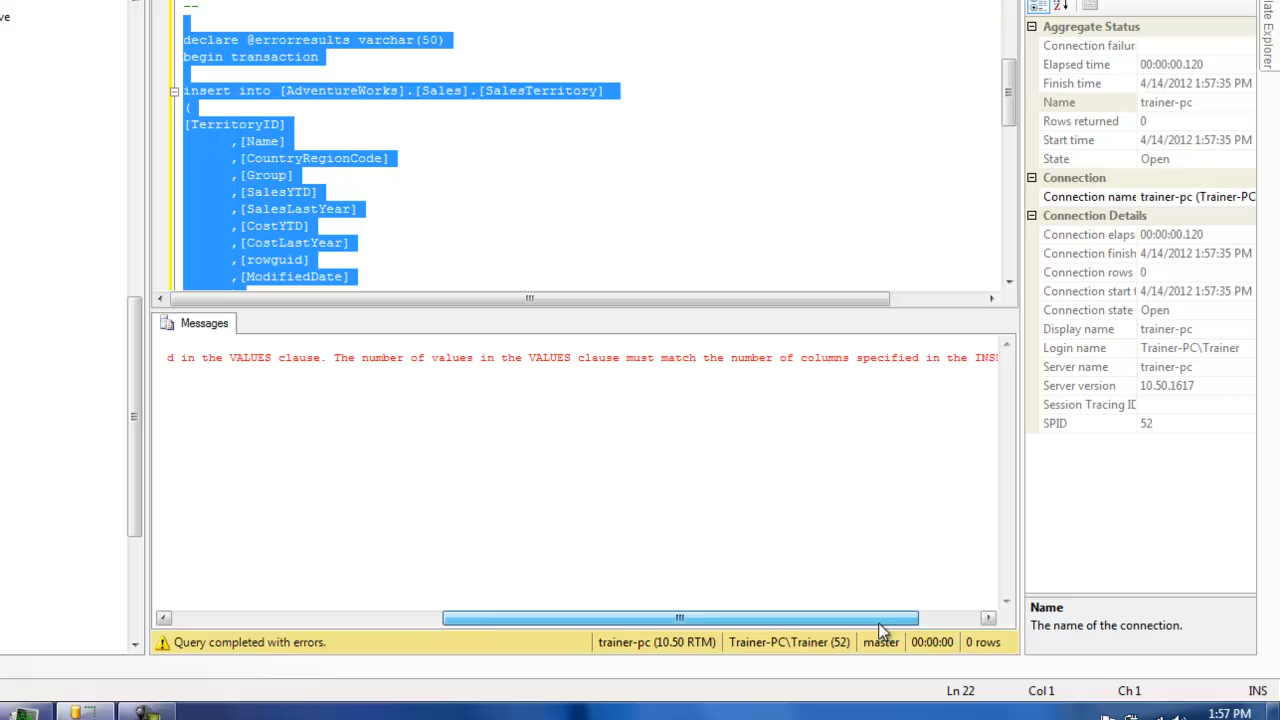 ve
--
declare @errorresults varchar(50)
begin transaction
insert into [AdventureWorks].[Sales].[SalesTerritory]
(
[TerritoryID]
,[Name]
,[CountryRegionCode]
,[Group]
,[SalesYTD]
,[SalesLastYear]
,[CostYTD]
,[CostLastYear]
,[rowguid]
,[ModifiedDate]
Messages
d in the VALUES clause. The number of values in the VALUES clause must match the number of columns specified in the INS
Query completed with errors.
trainer-pc (10.50 RTM)
Trainer-PC\Trainer (52)
master
00:00:00
0 rows
Aggregate Status
Connection failur
Elapsed time 00:00:00.120
Finish time 4/14/2012 1:57:35 PM
Name trainer-pc
Rows returned 0
Start time 4/14/2012 1:57:35 PM
State Open
Connection
Connection name trainer-pc (Trainer-PC
Connection Details
Connection elaps 00:00:00.120
Connection finish 4/14/2012 1:57:35 PM
Connection rows 0
Connection start t 4/14/2012 1:57:35 PM
Connection state Open
Display name trainer-pc
Login name Trainer-PC\Trainer
Server name trainer-pc
Server version 10.50.1617
Session Tracing ID
SPID 52
Name
The name of the connection.
late Explorer
Ln 22 Col 1 Ch 1 INS
1:57 PM